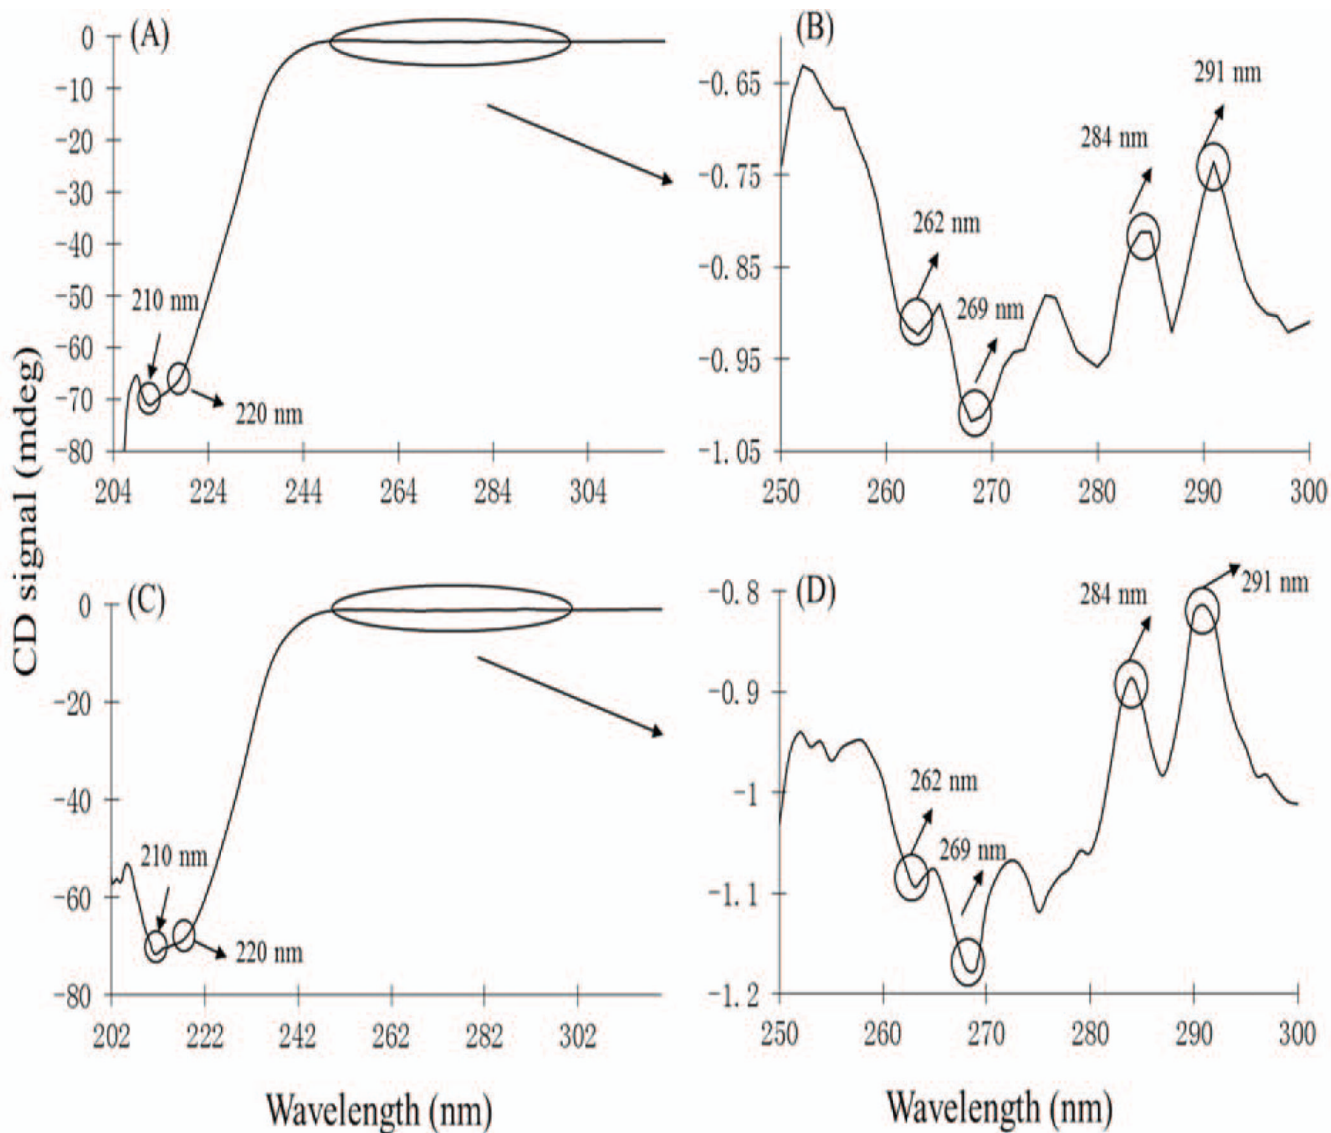 CD signal (mdeg)
(A)
0
-10
-20
-30
-40
-50
-60
-70
-80
210 nm
220 nm
204 224 244 264 284 304
(B)
-0.65
-0.75
-0.85
-0.95
-1.05
262 nm
269 nm
284 nm
291 nm
250 260 270 280 290 300
(C)
0
-20
-40
-60
-80
210 nm
220 nm
202 222 242 262 282 302
Wavelength (nm)
(D)
-0.8
-0.9
-1
-1.1
-1.2
262 nm
269 nm
284 nm
291 nm
250 260 270 280 290 300
Wavelength (nm)